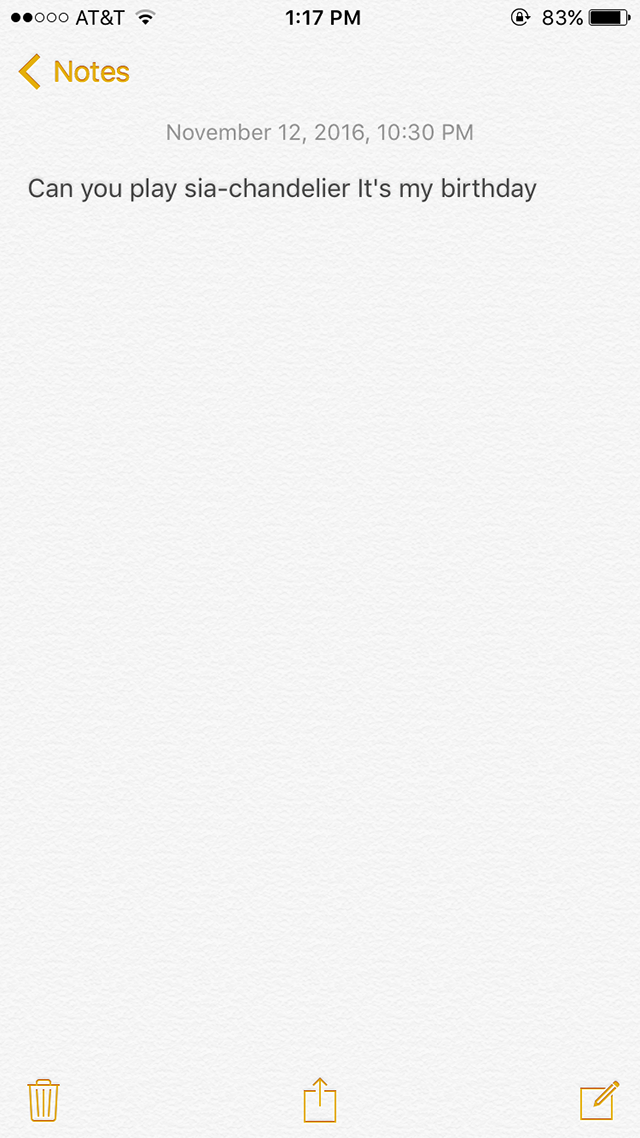 AT&T 1:17 PM 83%
Notes
November 12, 2016, 10:30 PM
Can you play sia-chandelier It's my birthday